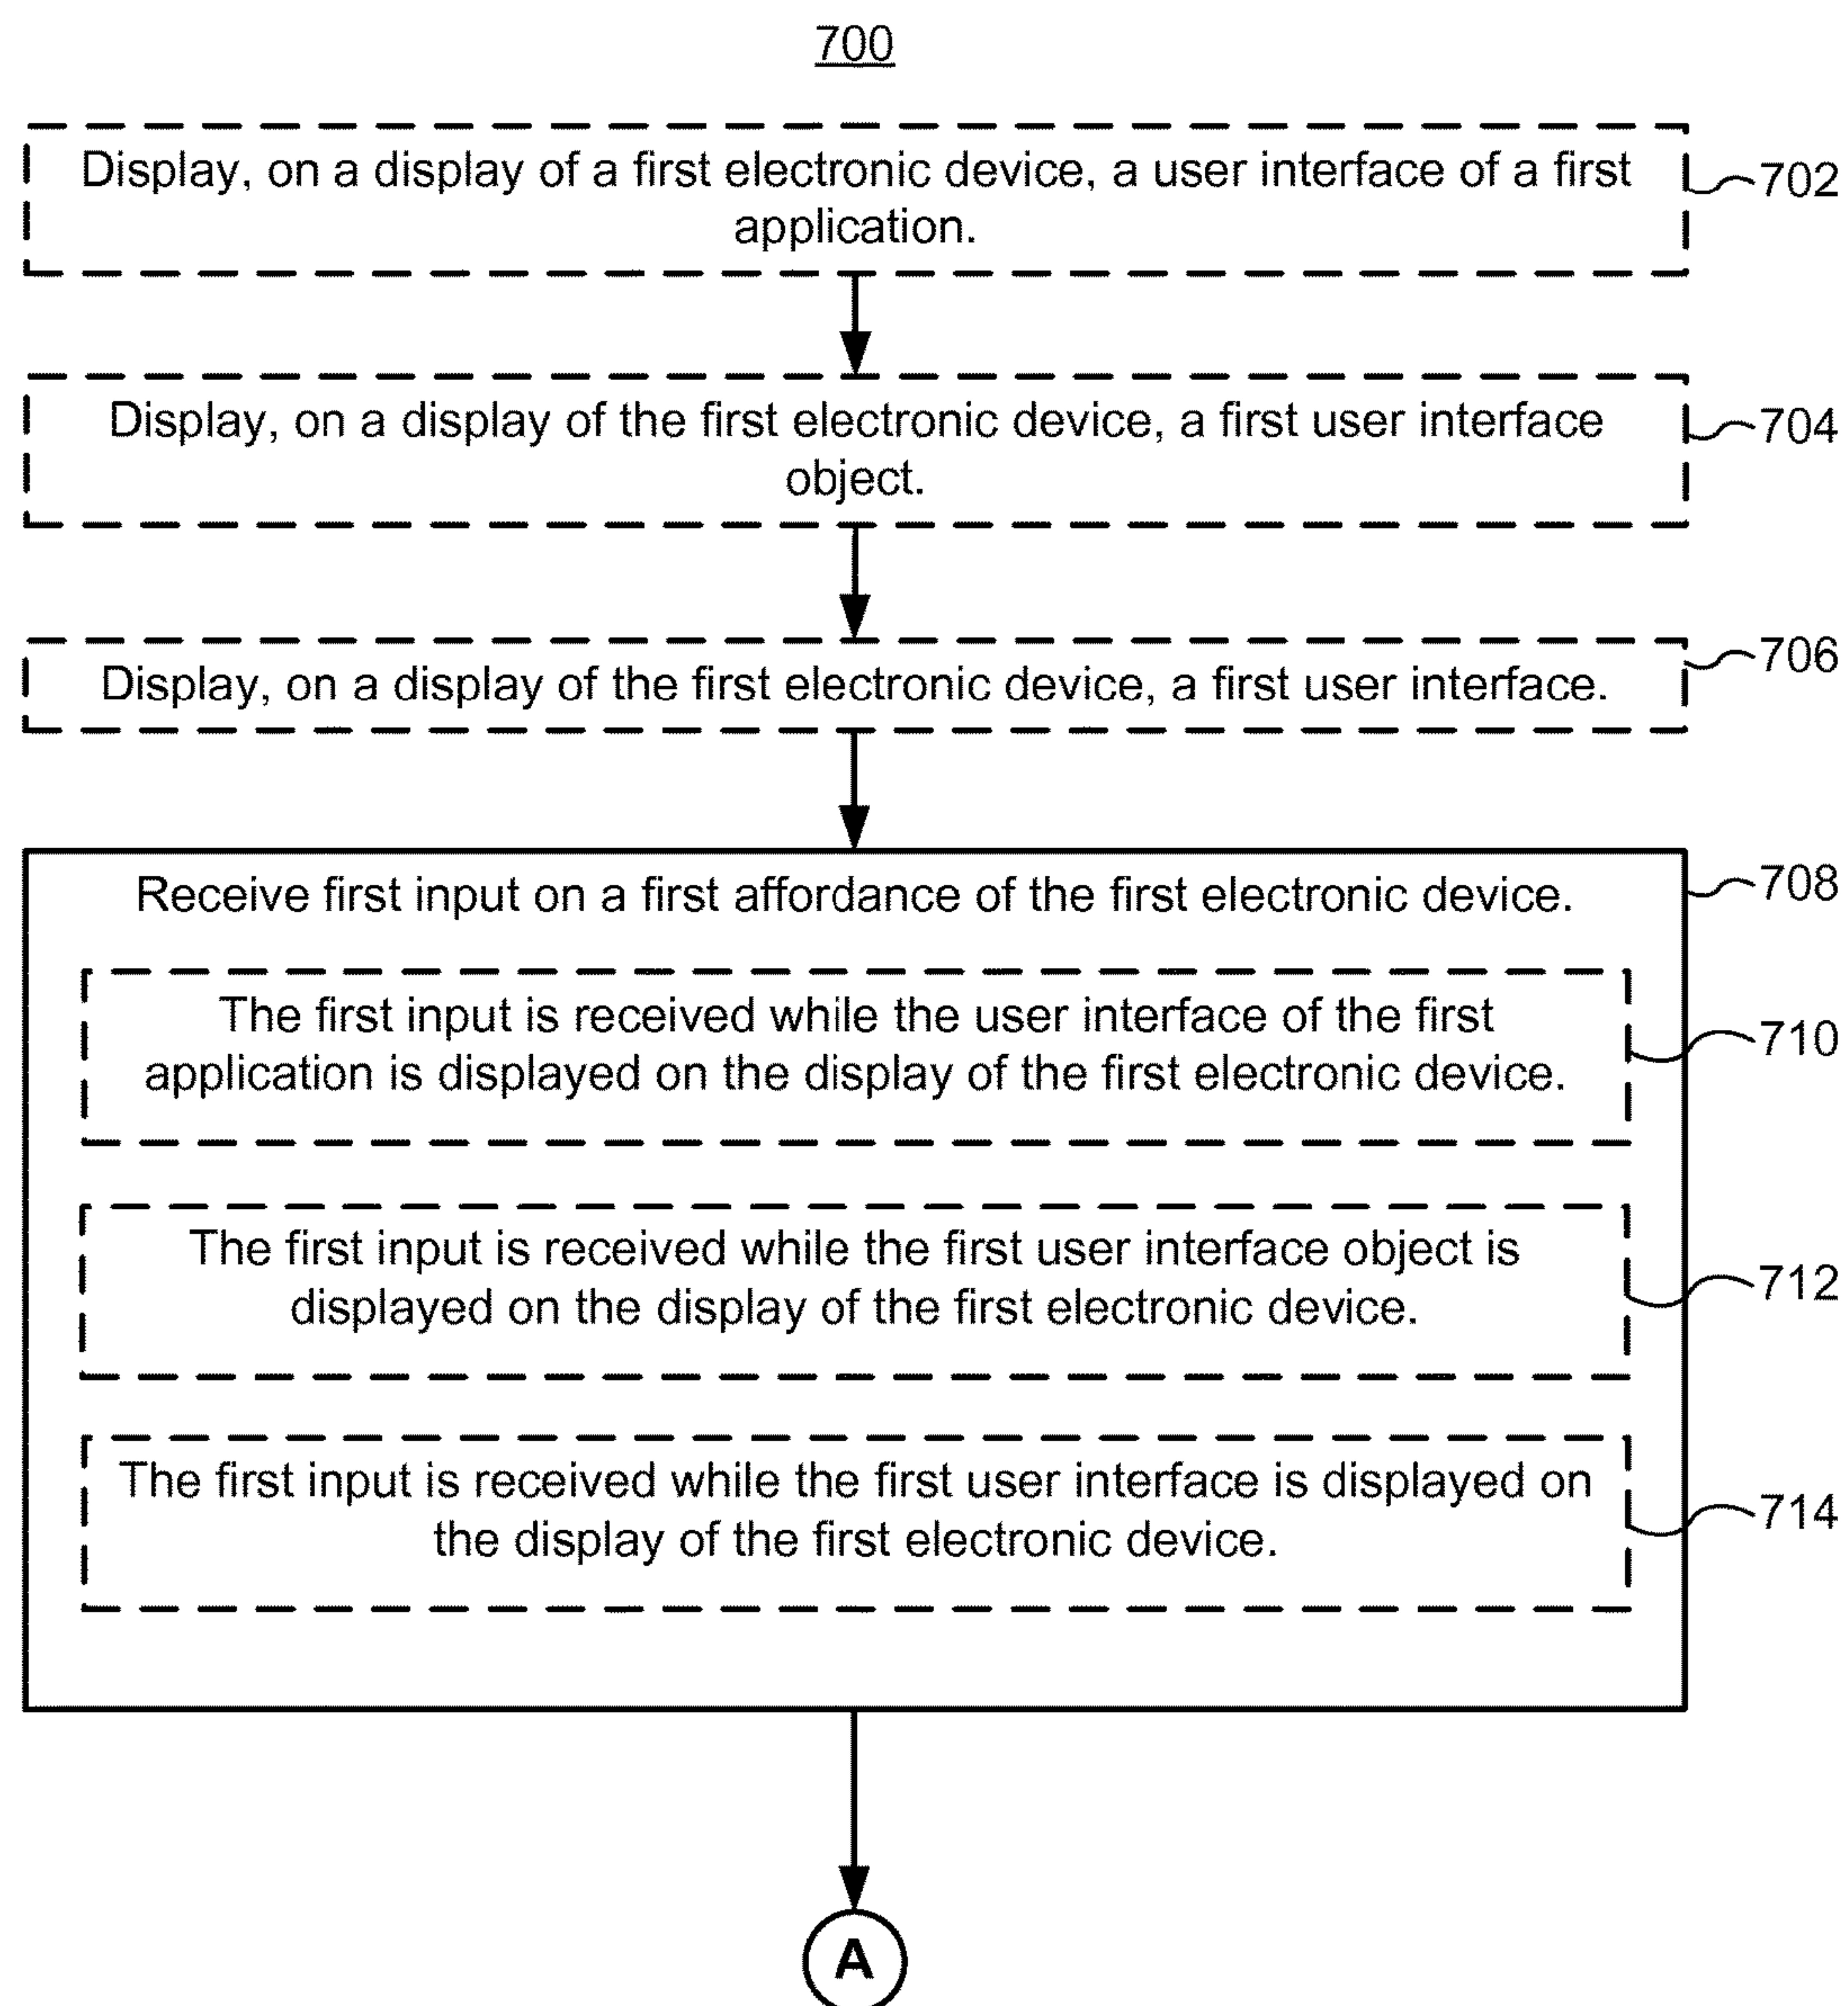 700
Display, on a display of a first electronic device, a user interface of a first
application.
702
Display, on a display of the first electronic device, a first user interface
object.
704
Display, on a display of the first electronic device, a first user interface.
706
Receive first input on a first affordance of the first electronic device.
708
The first input is received while the user interface of the first
application is displayed on the display of the first electronic device.
710
The first input is received while the first user interface object is
displayed on the display of the first electronic device.
712
The first input is received while the first user interface is displayed on
the display of the first electronic device.
714
A